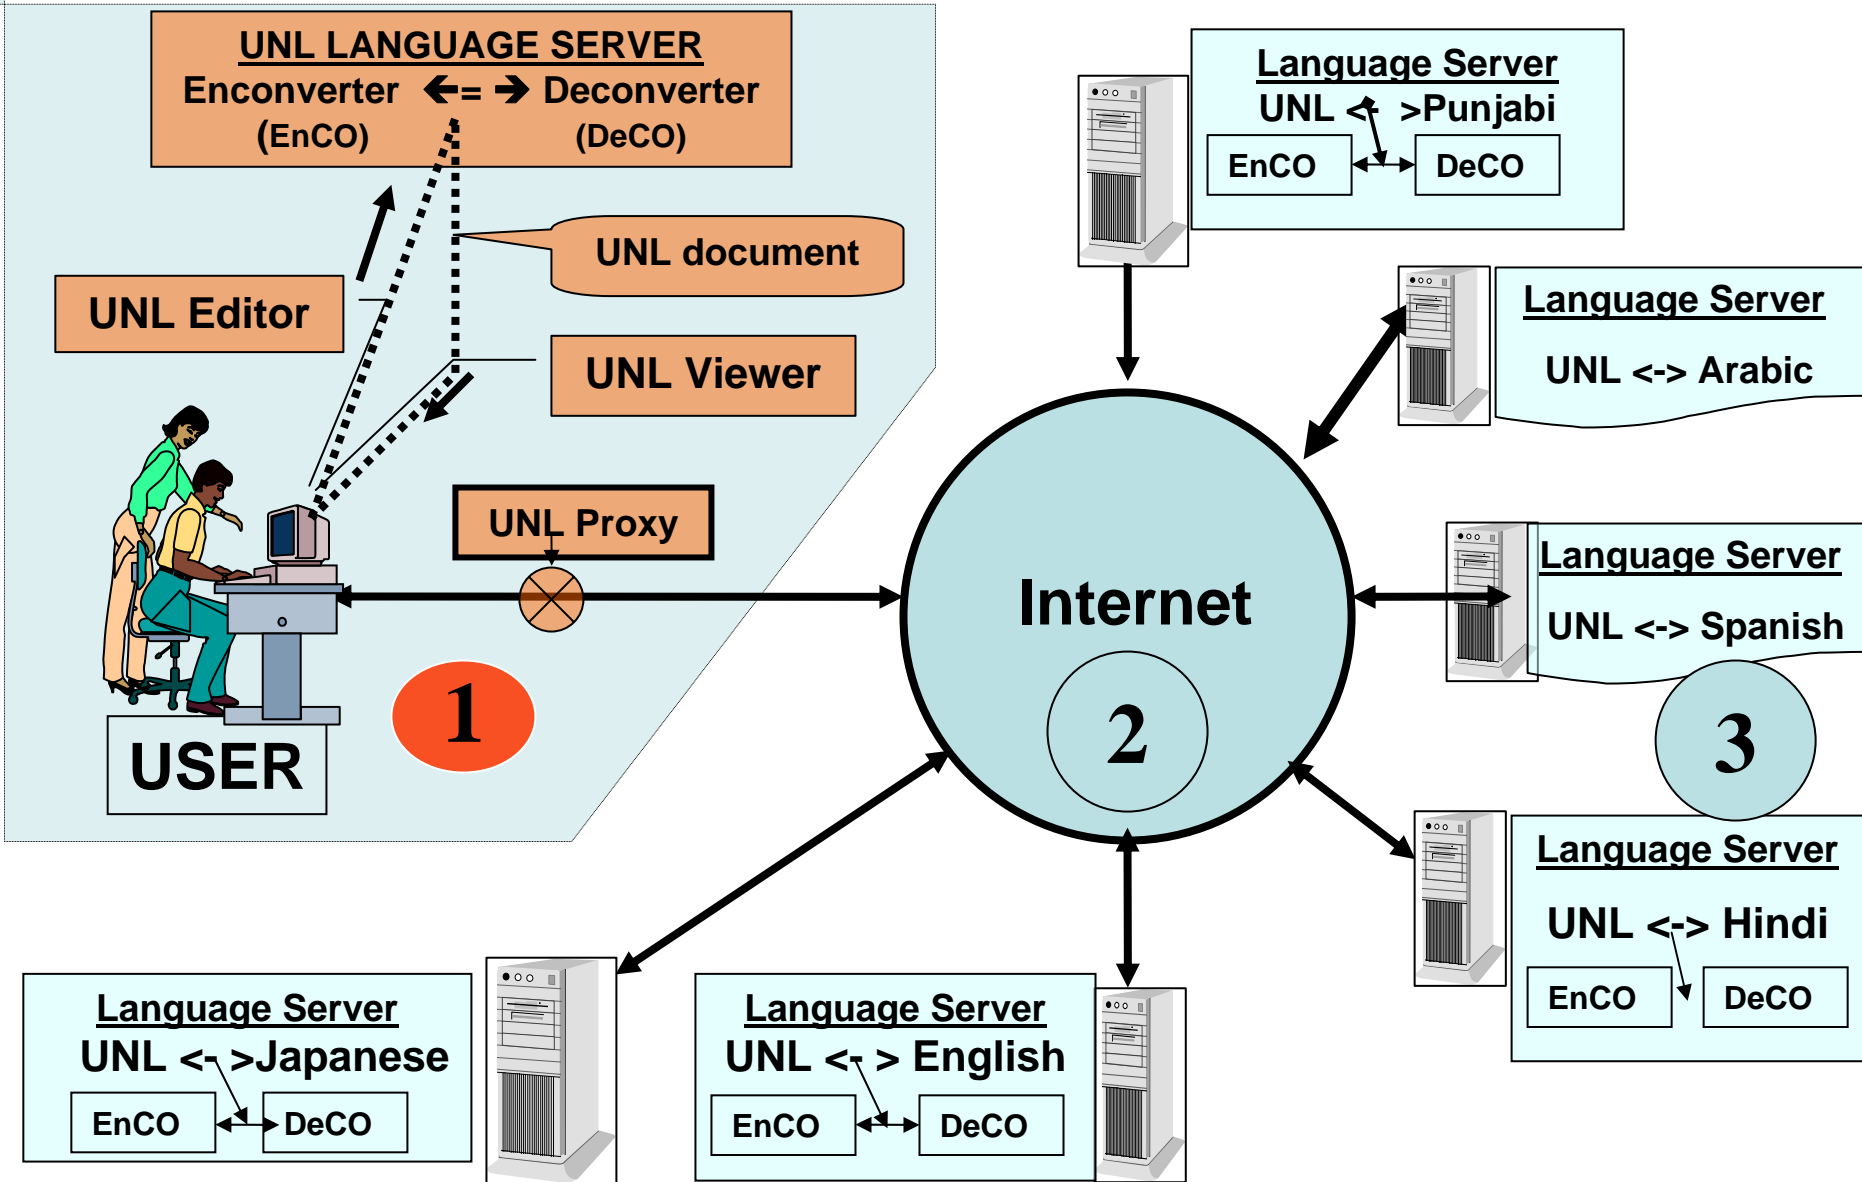 UNL LANGUAGE SERVER
Enconverter 🡰= 🡲 Deconverter
(EnCO) (DeCO)
UNL document
UNL Editor
UNL Viewer
UNL Proxy
USER
1
Internet
2
Language Server
UNL <- >Punjabi
EnCO DeCO
Language Server
UNL <-> Arabic
Language Server
UNL <-> Spanish
3
Language Server
UNL <-> Hindi
EnCO DeCO
Language Server
UNL <- >Japanese
EnCO DeCO
Language Server
UNL <- > English
EnCO DeCO